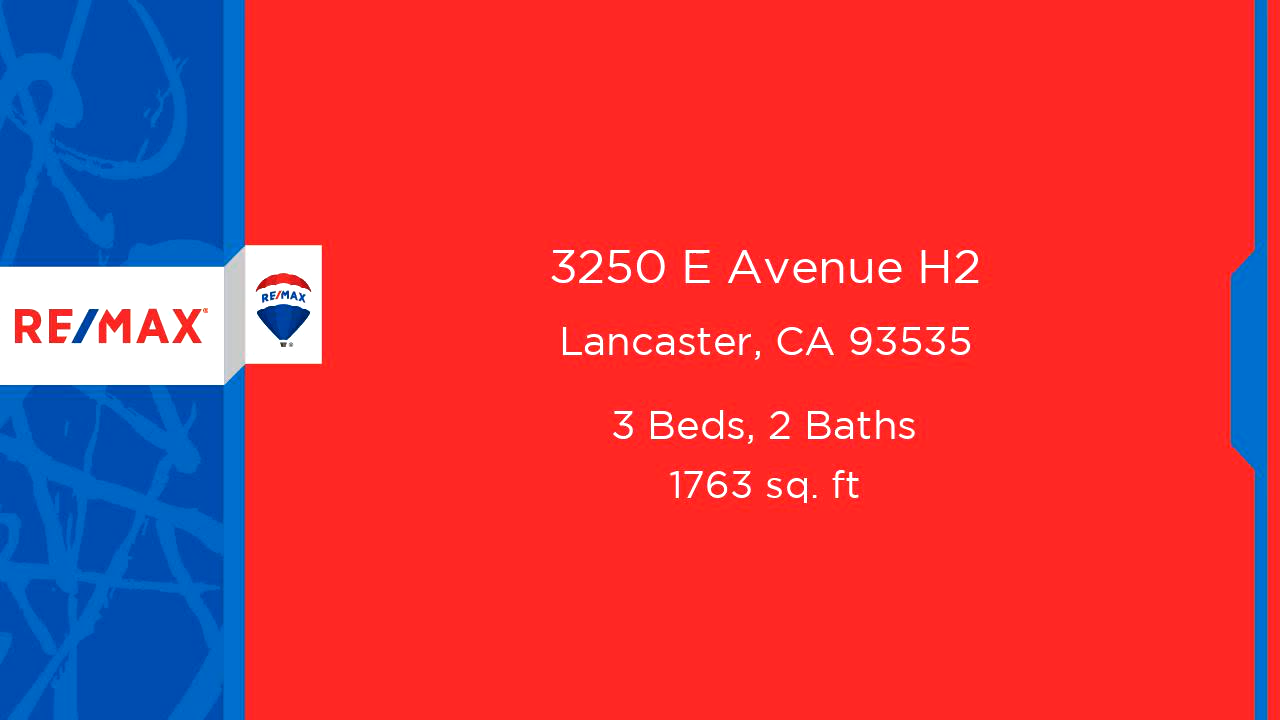 RE/MAX®
RE/MAX
®
3250 E Avenue H2
Lancaster, CA 93535
3 Beds, 2 Baths
1763 sq. ft